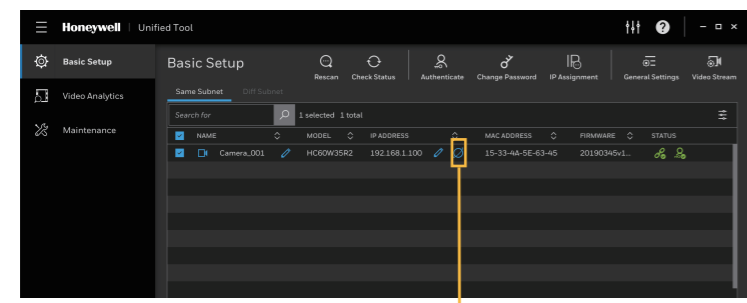 Honeywell | Unified Tool
Basic Setup
Video Analytics
Maintenance
Basic Setup
Rescan
Check Status
Authenticate
Change Password
IP Assignment
General Settings
Video Stream
Same Subnet
Diff Subnet
Search for
1 selected 1 total
NAME MODEL IP ADDRESS MAC ADDRESS FIRMWARE STATUS
Camera_001 HC60W35R2 192.168.1.100 15-33-4A-5E-63-45 20190345v1...